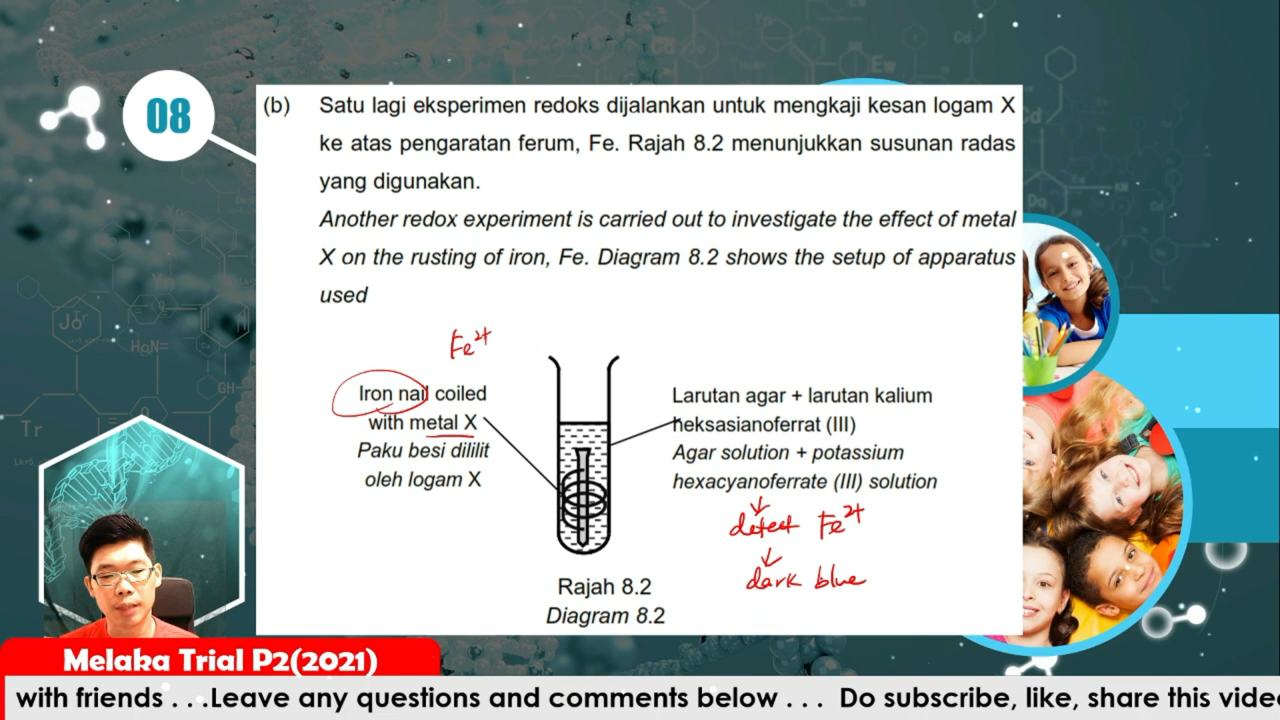 08
(b) Satu lagi eksperimen redoks dijalankan untuk mengkaji kesan logam X
ke atas pengaratan ferum, Fe. Rajah 8.2 menunjukkan susunan radas
yang digunakan.
Another redox experiment is carried out to investigate the effect of metal
X on the rusting of iron, Fe. Diagram 8.2 shows the setup of apparatus
used
Fe²⁺
Iron nail coiled
with metal X
Paku besi dililit
oleh logam X
Larutan agar + larutan kalium
heksasianoferrat (III)
Agar solution + potassium
hexacyanoferrate (III) solution
detect Fe²⁺
dark blue
Rajah 8.2
Diagram 8.2
Melaka Trial P2(2021)
with friends . . .Leave any questions and comments below . . . Do subscribe, like, share this vide